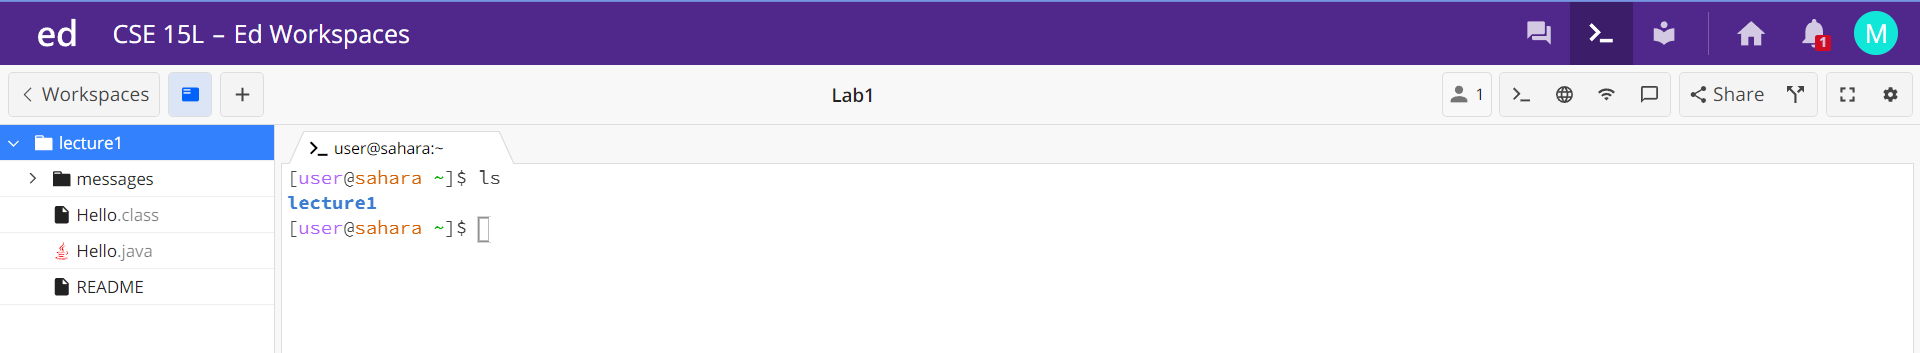 ed CSE 15L – Ed Workspaces 1 M
Workspaces Lab1 1 Share
lecture1
messages
Hello.class
Hello.java
README
user@sahara:~
[user@sahara ~]$ ls
lecture1
[user@sahara ~]$